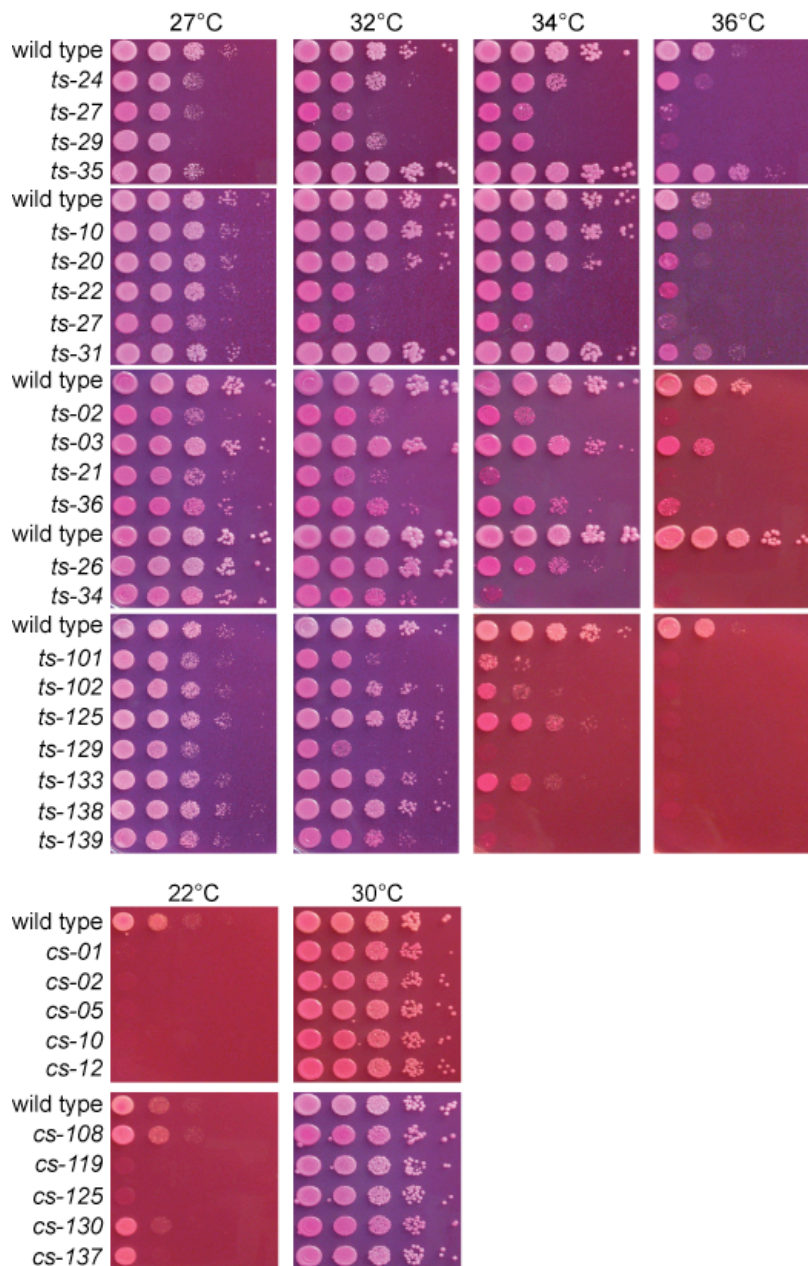 27°C 32°C 34°C 36°C
wild type
ts-24
ts-27
ts-29
ts-35
wild type
ts-10
ts-20
ts-22
ts-27
ts-31
wild type
ts-02
ts-03
ts-21
ts-36
wild type
ts-26
ts-34
wild type
ts-101
ts-102
ts-125
ts-129
ts-133
ts-138
ts-139
22°C 30°C
wild type
cs-01
cs-02
cs-05
cs-10
cs-12
wild type
cs-108
cs-119
cs-125
cs-130
cs-137